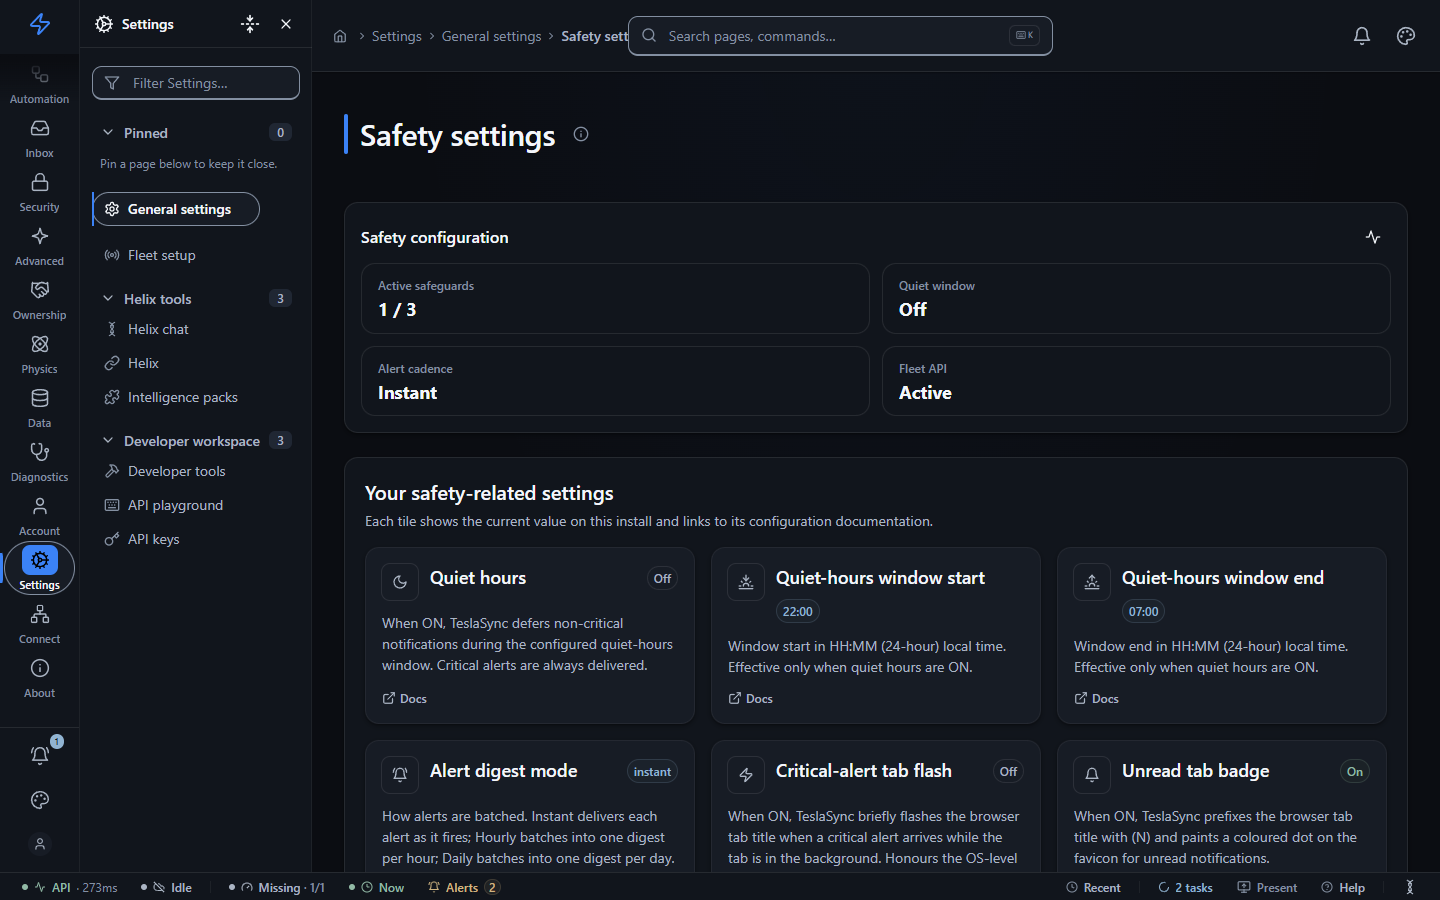 Settings
Settings
General settings
Safety sett
Search pages, commands...
K
Automation
Inbox
Security
Advanced
Ownership
Physics
Data
Diagnostics
Account
Settings
Connect
About
1
Filter Settings...
Pinned
0
Pin a page below to keep it close.
General settings
Fleet setup
Helix tools
3
Helix chat
Helix
Intelligence packs
Developer workspace
3
Developer tools
API playground
API keys
Safety settings
Safety configuration
Active safeguards
1 / 3
Quiet window
Off
Alert cadence
Instant
Fleet API
Active
Your safety-related settings
Each tile shows the current value on this install and links to its configuration documentation.
Quiet hours
Off
When ON, TeslaSync defers non-critical
notifications during the configured quiet-hours
window. Critical alerts are always delivered.
Docs
Quiet-hours window start
22:00
Window start in HH:MM (24-hour) local time.
Effective only when quiet hours are ON.
Docs
Quiet-hours window end
07:00
Window end in HH:MM (24-hour) local time.
Effective only when quiet hours are ON.
Docs
Alert digest mode
instant
How alerts are batched. Instant delivers each
alert as it fires; Hourly batches into one digest
per hour; Daily batches into one digest per day.
Critical-alert tab flash
Off
When ON, TeslaSync briefly flashes the browser
tab title when a critical alert arrives while the
tab is in the background. Honours the OS-level
Unread tab badge
On
When ON, TeslaSync prefixes the browser tab
title with (N) and paints a coloured dot on the
favicon for unread notifications.
API · 273ms
Idle
Missing · 1/1
Now
Alerts 2
Recent
2 tasks
Present
Help